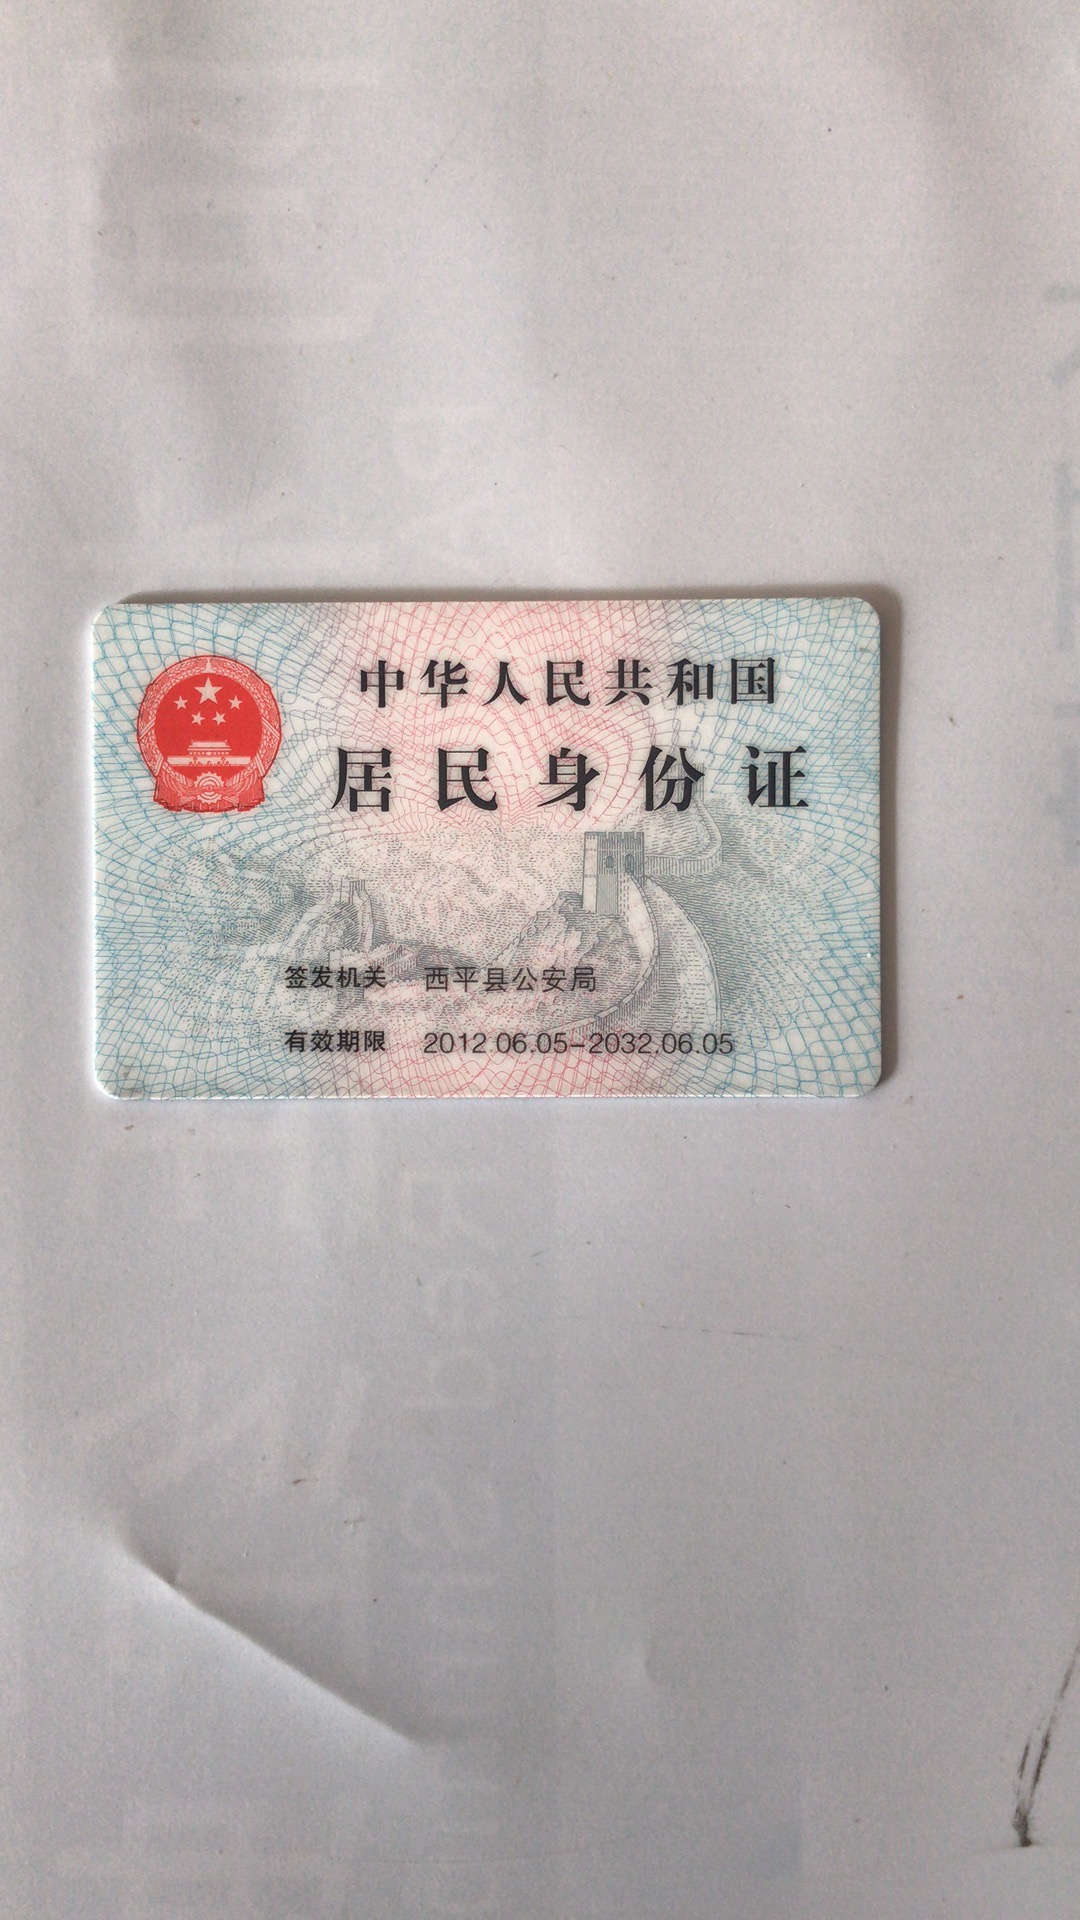 中华人民共和国
居民身份证
签发机关 西平县公安局
有效期限 2012.06.05-2032.06.05